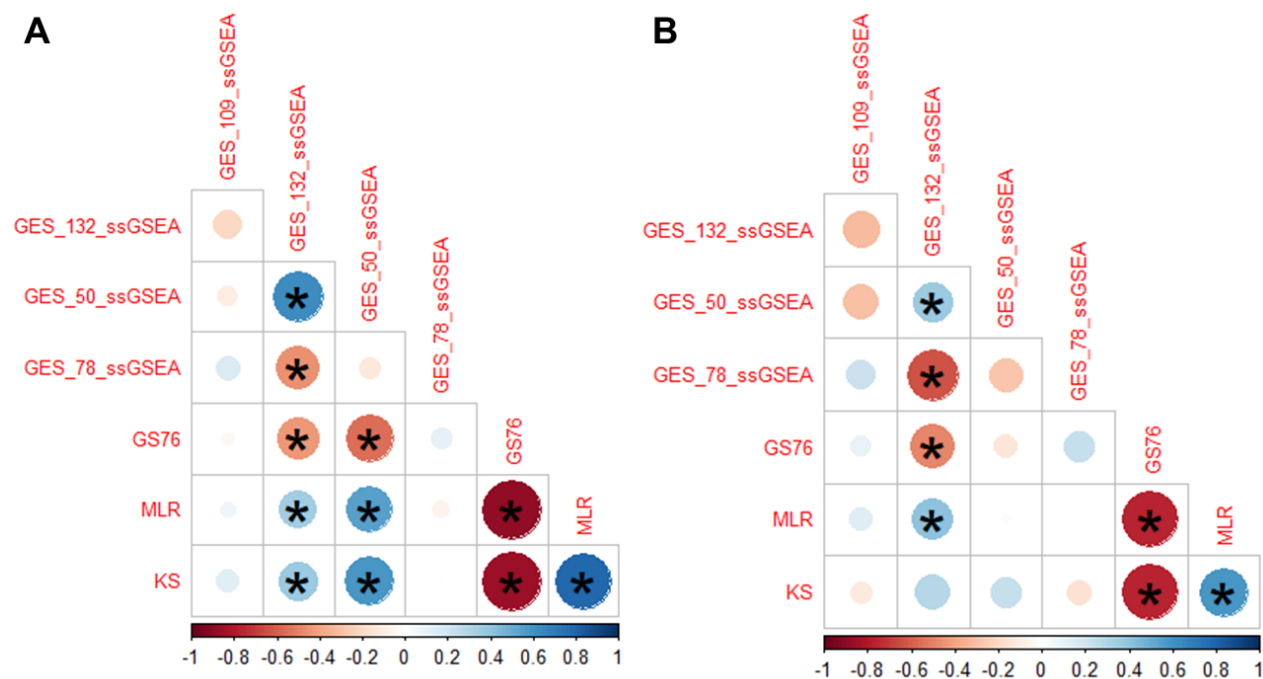 A
GES_109_ssGSEA
GES_132_ssGSEA
GES_50_ssGSEA
GES_78_ssGSEA
GS76
MLR
GES_132_ssGSEA
GES_50_ssGSEA
GES_78_ssGSEA
GS76
MLR
KS
* 
*
* *
* * *
* * * *
-1 -0.8 -0.6 -0.4 -0.2 0 0.2 0.4 0.6 0.8 1
B
GES_109_ssGSEA
GES_132_ssGSEA
GES_50_ssGSEA
GES_78_ssGSEA
GS76
MLR
GES_132_ssGSEA
GES_50_ssGSEA
GES_78_ssGSEA
GS76
MLR
KS
*
*
*
* *
* *
-1 -0.8 -0.6 -0.4 -0.2 0 0.2 0.4 0.6 0.8 1